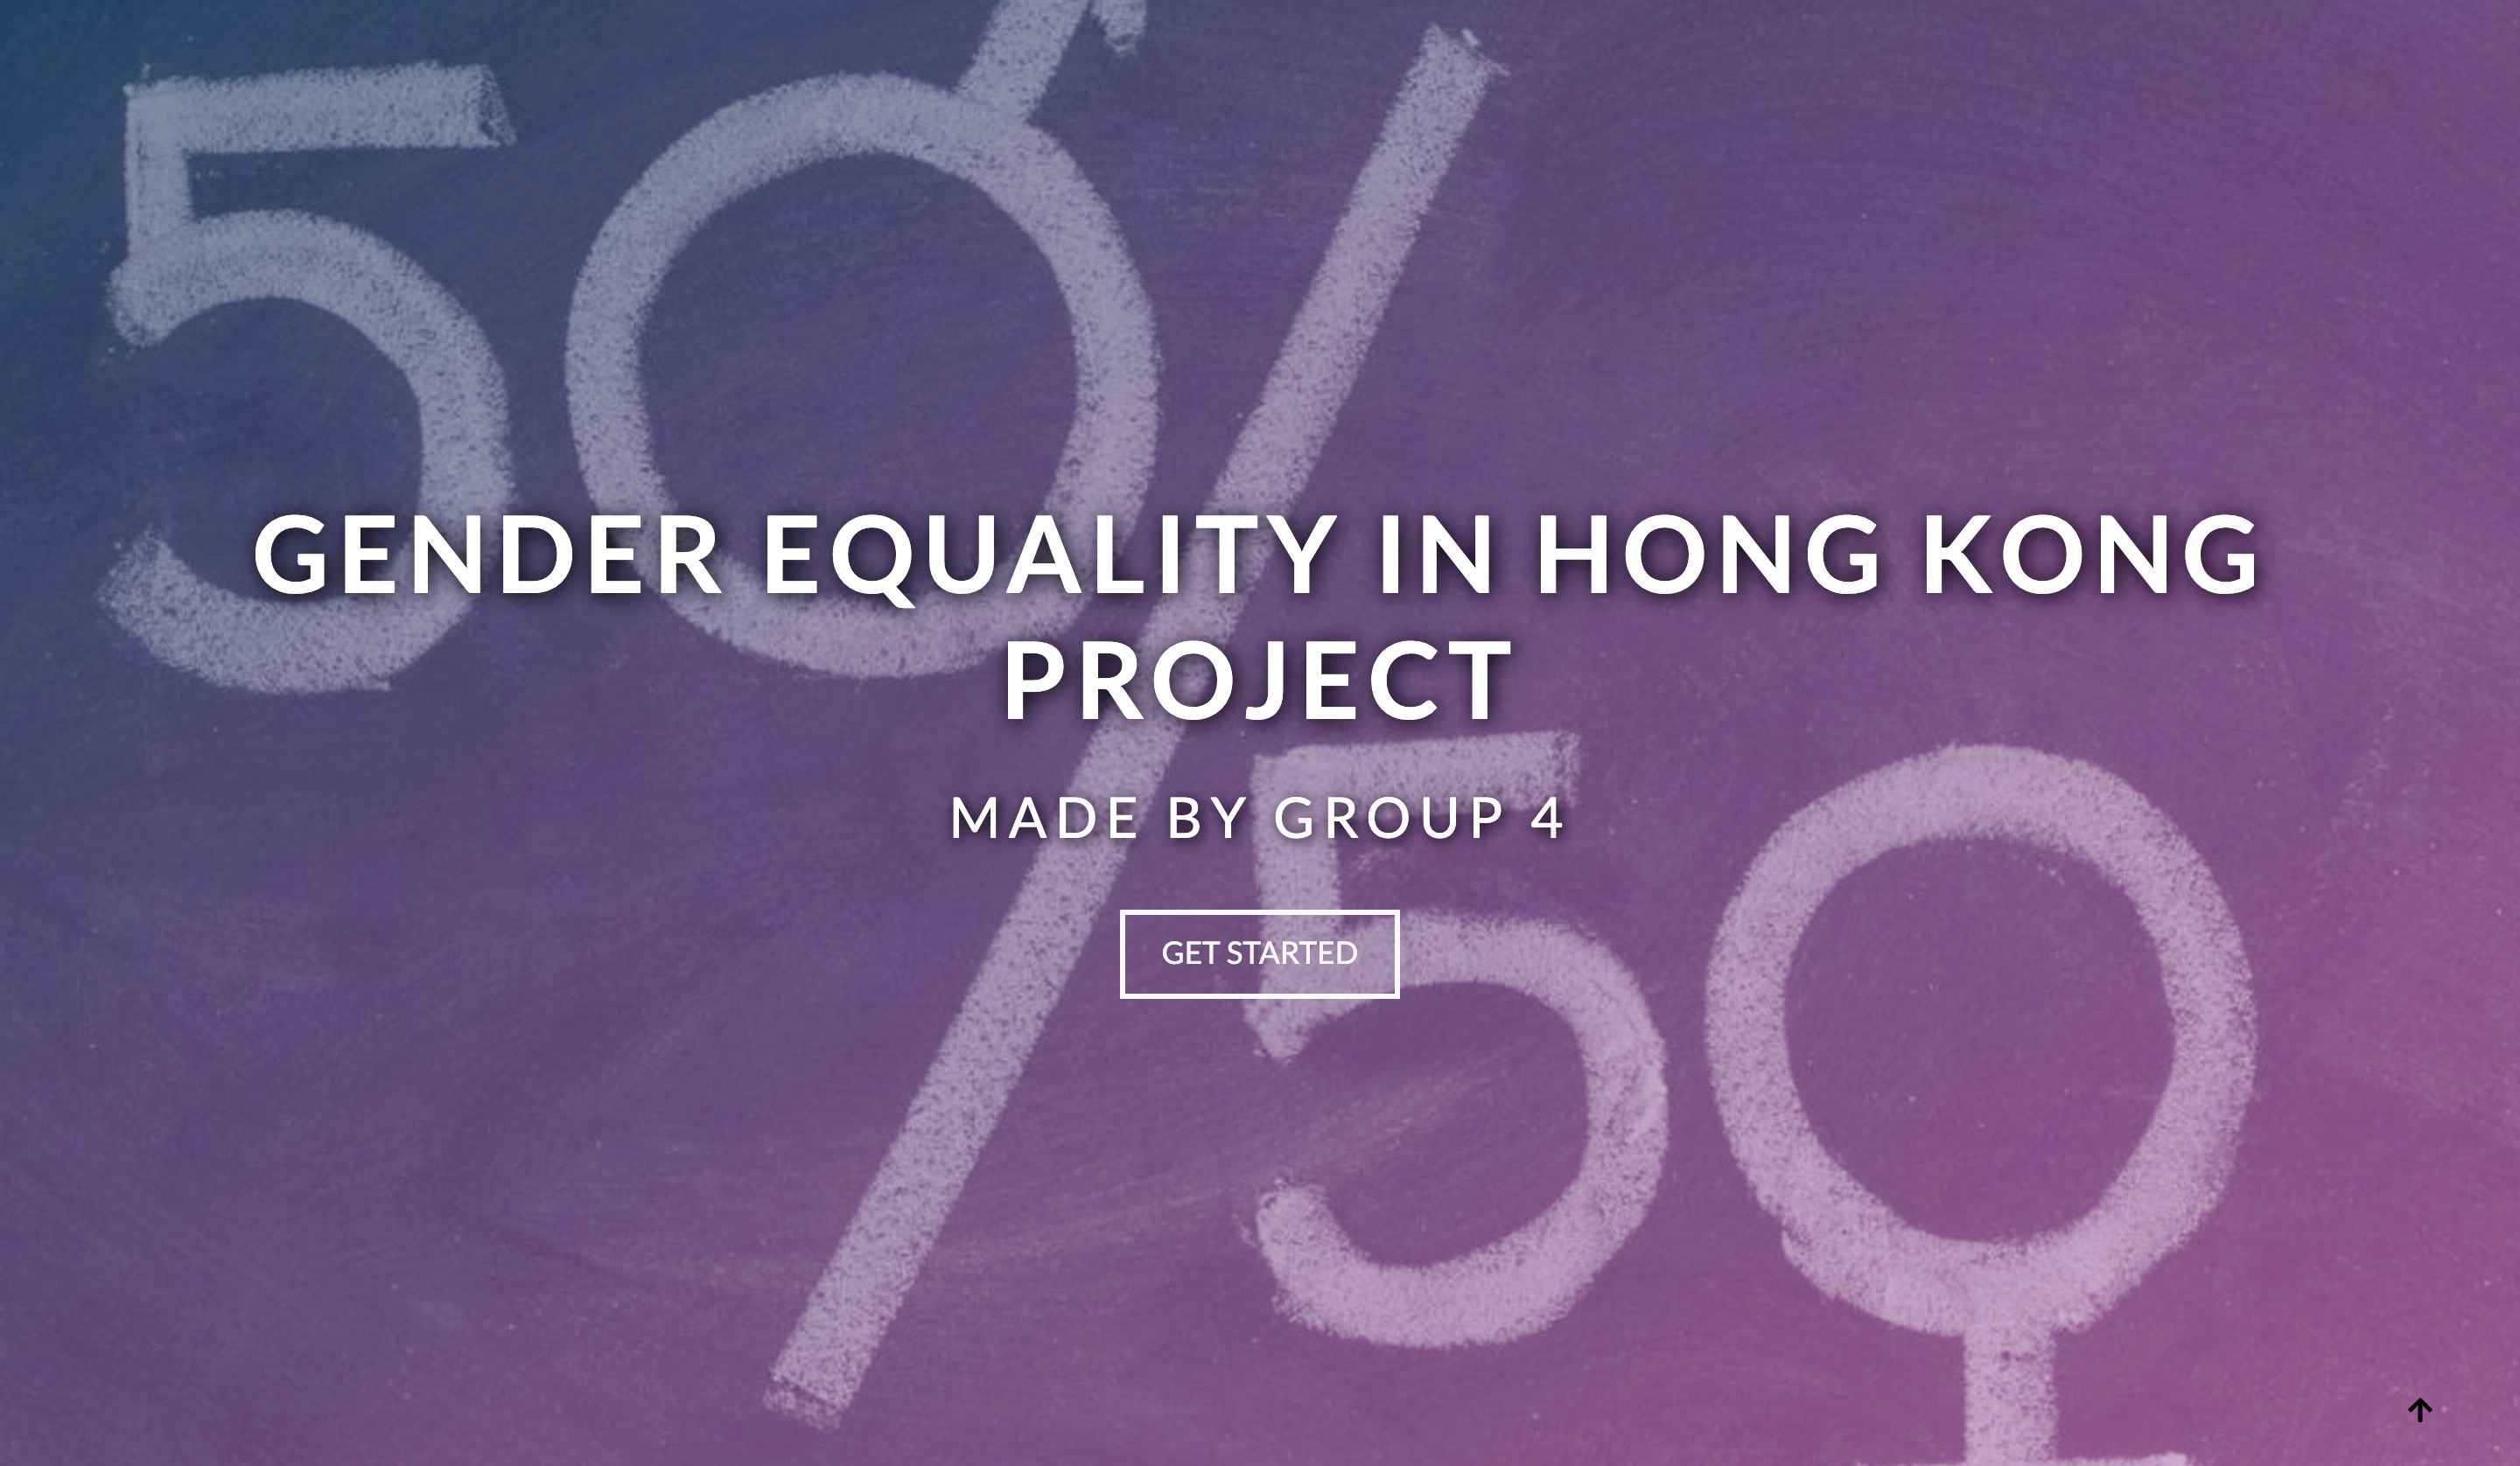 50/50
GENDER EQUALITY IN HONG KONG
PROJECT
MADE BY GROUP 4
GET STARTED